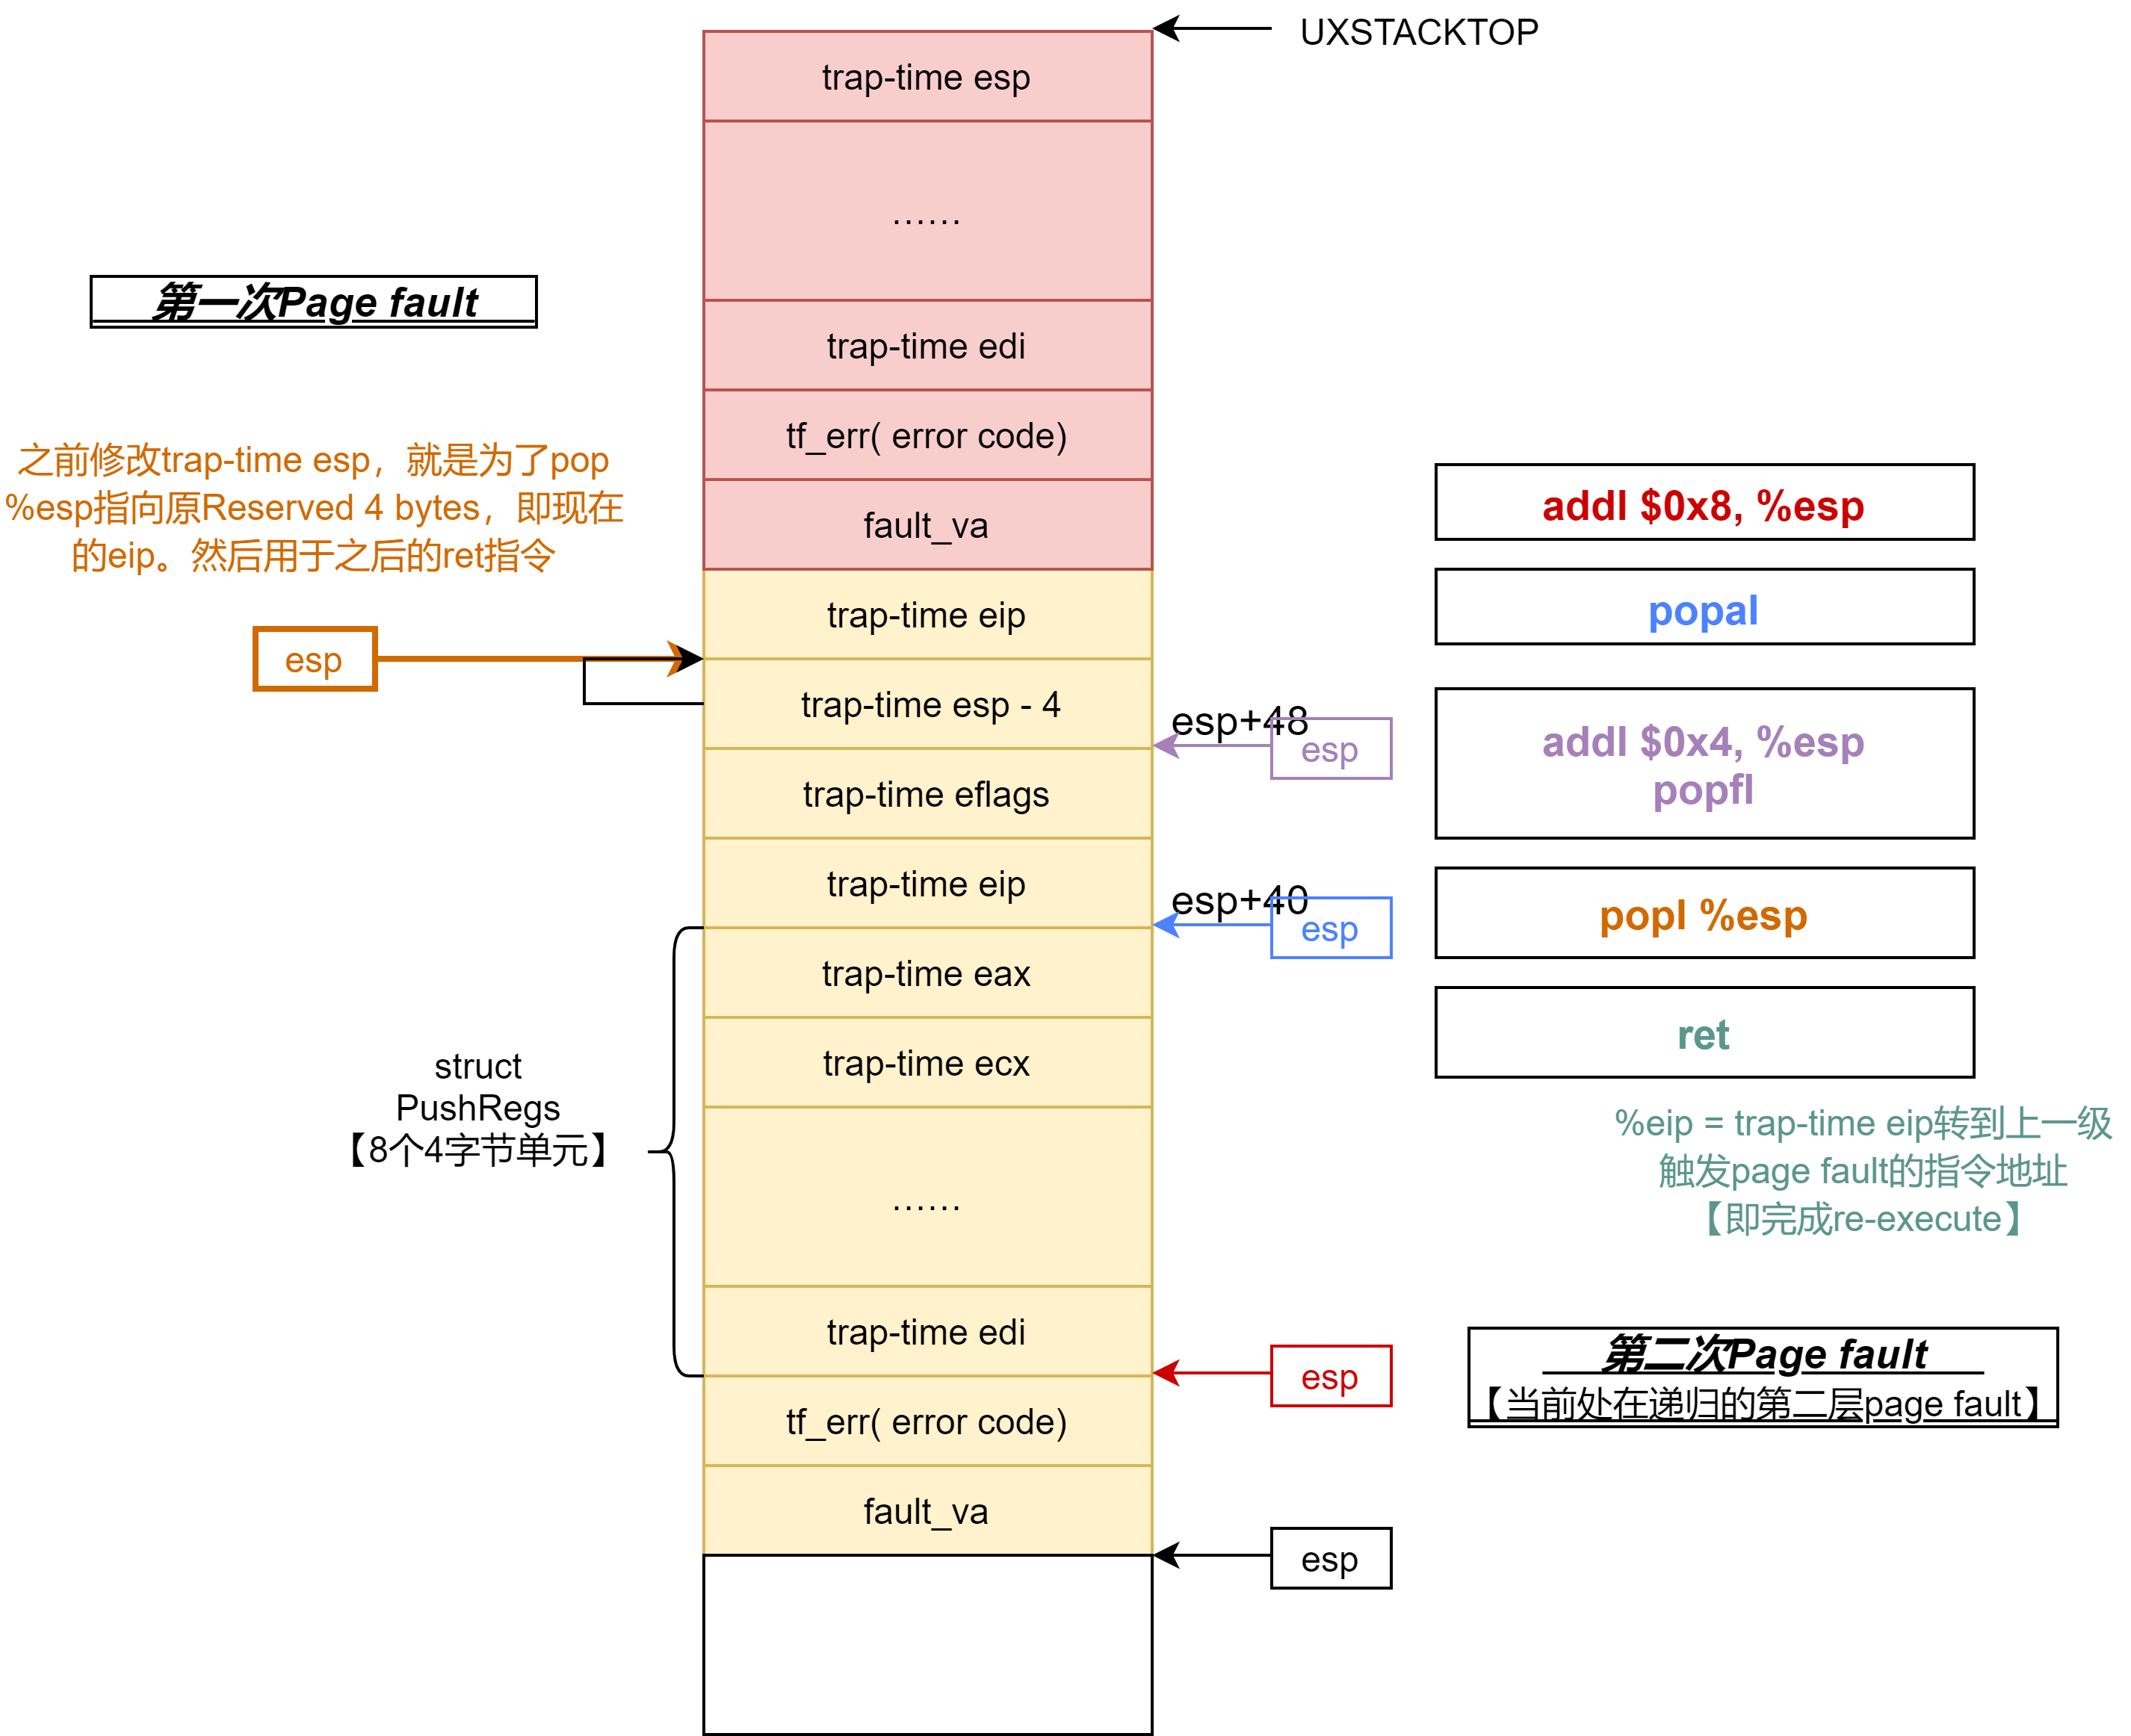 UXSTACKTOP
trap-time esp
......
第一次Page fault
trap-time edi
tf_err( error code)
之前修改trap-time esp，就是为了pop
%esp指向原Reserved 4 bytes，即现在
的eip。然后用于之后的ret指令
fault_va
addl $0x8, %esp
trap-time eip
popal
esp
trap-time esp - 4
esp+48
esp
addl $0x4, %esp
popfl
trap-time eflags
trap-time eip
esp+40
esp
popl %esp
trap-time eax
trap-time ecx
ret
struct
PushRegs
【8个4字节单元】
%eip = trap-time eip转到上一级
触发page fault的指令地址
【即完成re-execute】
......
trap-time edi
esp
第二次Page fault
【当前处在递归的第二层page fault】
tf_err( error code)
fault_va
esp